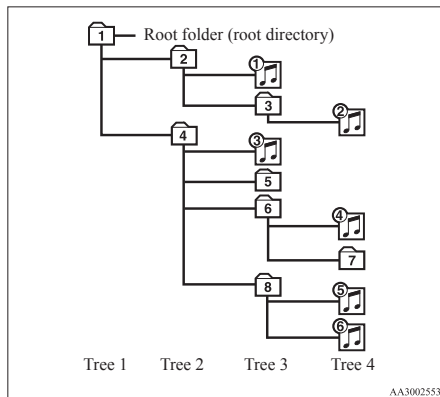 1 Root folder (root directory)
2 ①
3 ②
4 ③
5
6 ④
7
8 ⑤
⑥
Tree 1 Tree 2 Tree 3 Tree 4
AA3002553